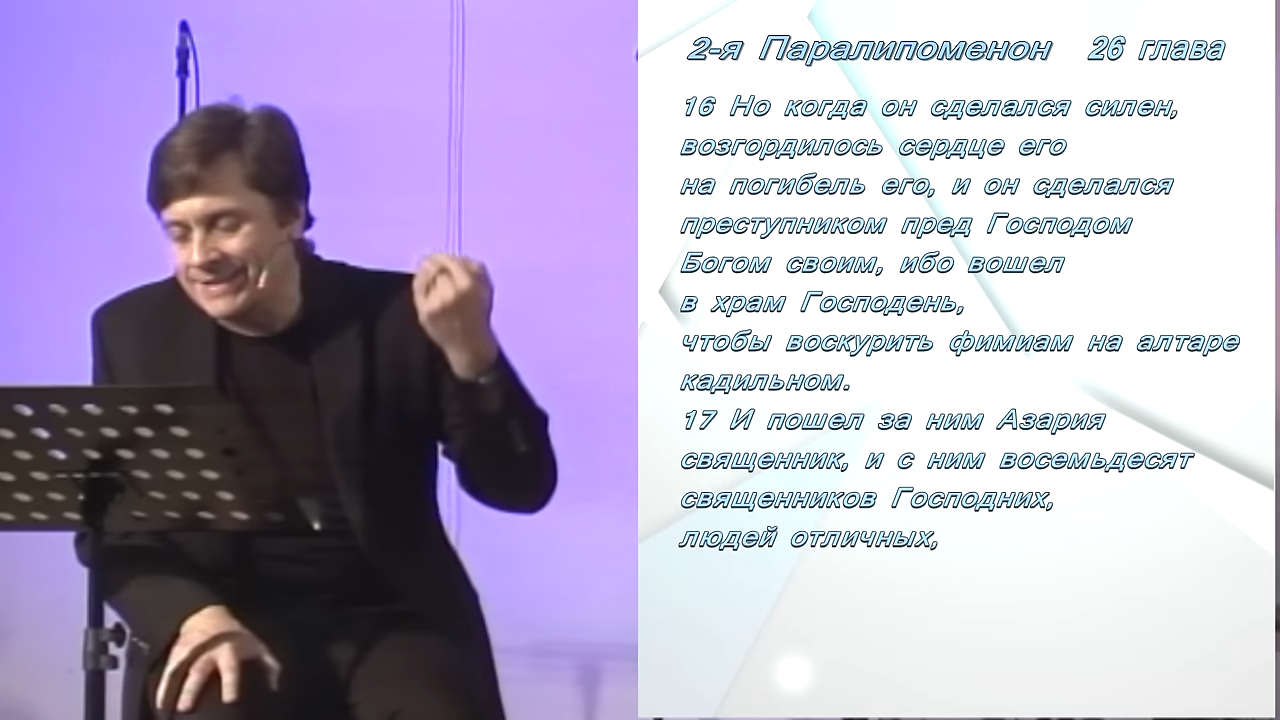 2-я Паралипоменон 26 глава
16 Но когда он сделался силен,
возгордилось сердце его
на погибель его, и он сделался
преступником пред Господом
Богом своим, ибо вошел
в храм Господень,
чтобы воскурить фимиам на алтаре
кадильном.
17 И пошел за ним Азария
священник, и с ним восемьдесят
священников Господних,
людей отличных,